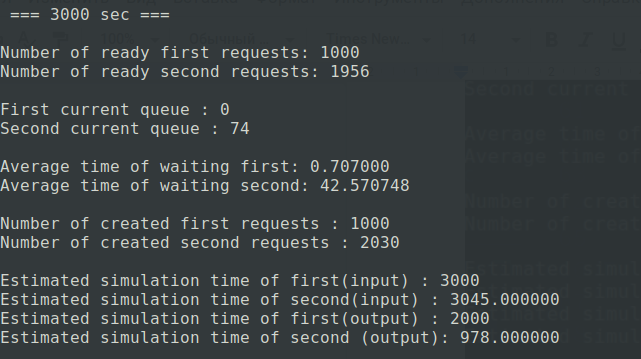 === 3000 sec ===
Number of ready first requests: 1000
Number of ready second requests: 1956
First current queue : 0
Second current queue : 74
Average time of waiting first: 0.707000
Average time of waiting second: 42.570748
Number of created first requests : 1000
Number of created second requests : 2030
Estimated simulation time of first(input) : 3000
Estimated simulation time of second(input) : 3045.000000
Estimated simulation time of first(output) : 2000
Estimated simulation time of second (output): 978.000000